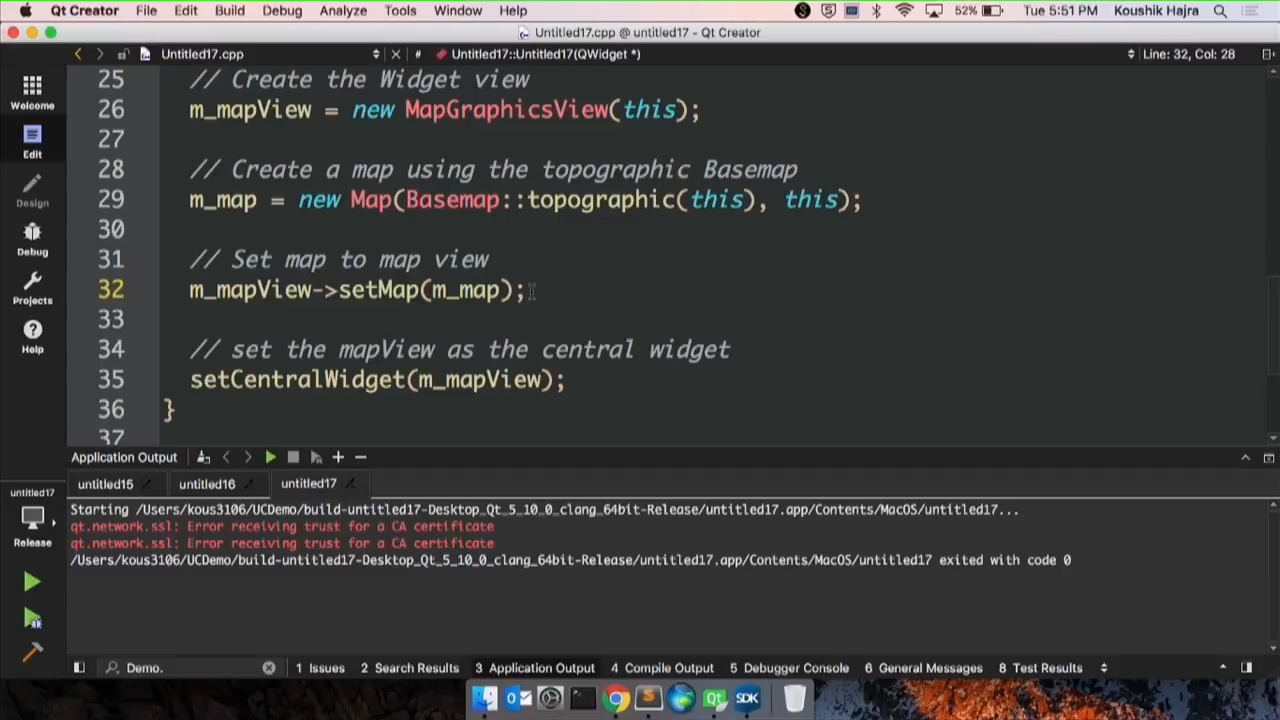 Qt Creator File Edit Build Debug Analyze Tools Window Help 52% Tue 5:51 PM Koushik Hajra
Untitled17.cpp @ untitled17 - Qt Creator
Untitled17.cpp # Untitled17::Untitled17(QWidget *) Line: 32, Col: 28
Welcome
Edit
Design
Debug
Projects
Help
25 // Create the Widget view
26 m_mapView = new MapGraphicsView(this);
27
28 // Create a map using the topographic Basemap
29 m_map = new Map(Basemap::topographic(this), this);
30
31 // Set map to map view
32 m_mapView->setMap(m_map);
33
34 // set the mapView as the central widget
35 setCentralWidget(m_mapView);
36 }
37
Application Output
untitled15 untitled16 untitled17
Starting /Users/kous3106/UCDemo/build-untitled17-Desktop_Qt_5_10_0_clang_64bit-Release/untitled17.app/Contents/MacOS/untitled17...
qt.network.ssl: Error receiving trust for a CA certificate
qt.network.ssl: Error receiving trust for a CA certificate
/Users/kous3106/UCDemo/build-untitled17-Desktop_Qt_5_10_0_clang_64bit-Release/untitled17.app/Contents/MacOS/untitled17 exited with code 0
untitled17
Release
Demo. 1 Issues 2 Search Results 3 Application Output 4 Compile Output 5 Debugger Console 6 General Messages 8 Test Results
Qt SDK